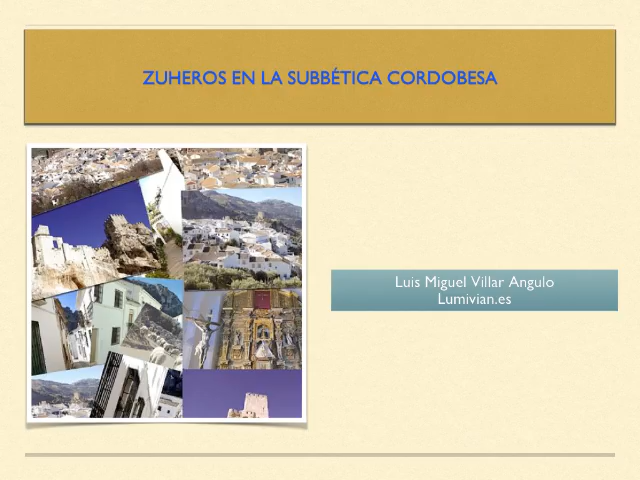 ZUHEROS EN LA SUBBÉTICA CORDOBESA
Luis Miguel Villar Angulo
Lumivian.es